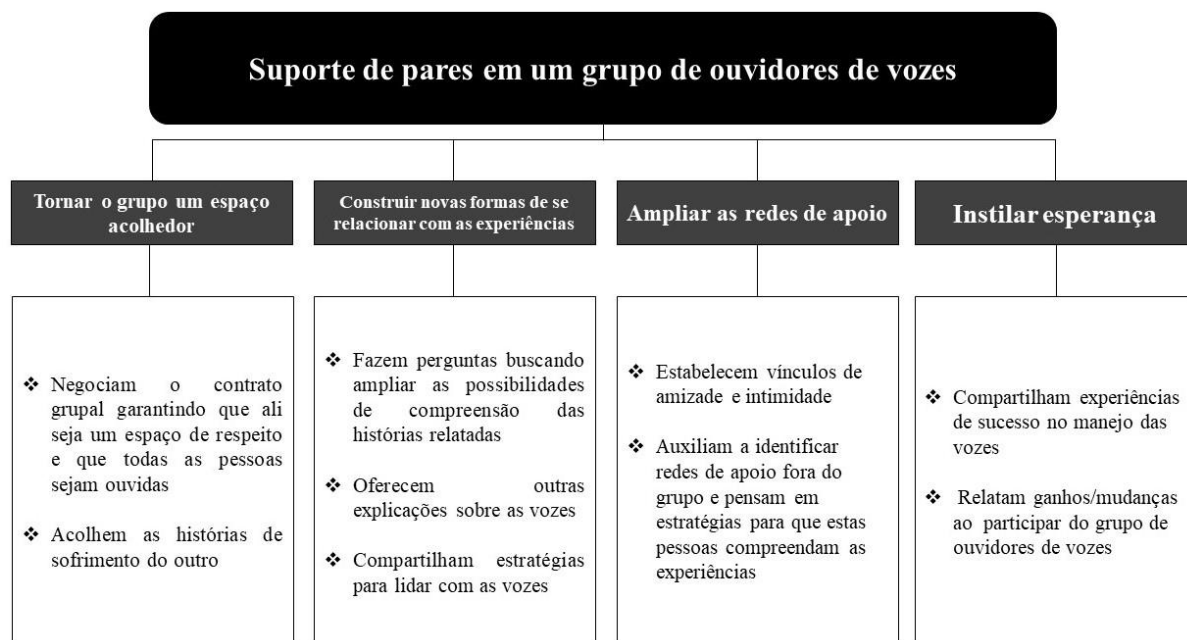 Suporte de pares em um grupo de ouvidores de vozes
Tornar o grupo um espaço
acolhedor
Construir novas formas de se
relacionar com as experiências
Ampliar as redes de apoio
Instilar esperança
❖ Negociam o contrato
grupal garantindo que ali
seja um espaço de respeito
e que todas as pessoas
sejam ouvidas
❖ Acolhem as histórias de
sofrimento do outro
❖ Fazem perguntas buscando
ampliar as possibilidades
de compreensão das
histórias relatadas
❖ Oferecem outras
explicações sobre as vozes
❖ Compartilham estratégias
para lidar com as vozes
❖ Estabelecem vínculos de
amizade e intimidade
❖ Auxiliam a identificar
redes de apoio fora do
grupo e pensam em
estratégias para que estas
pessoas compreendam as
experiências
❖ Compartilham experiências
de sucesso no manejo das
vozes
❖ Relatam ganhos/mudanças
ao participar do grupo de
ouvidores de vozes